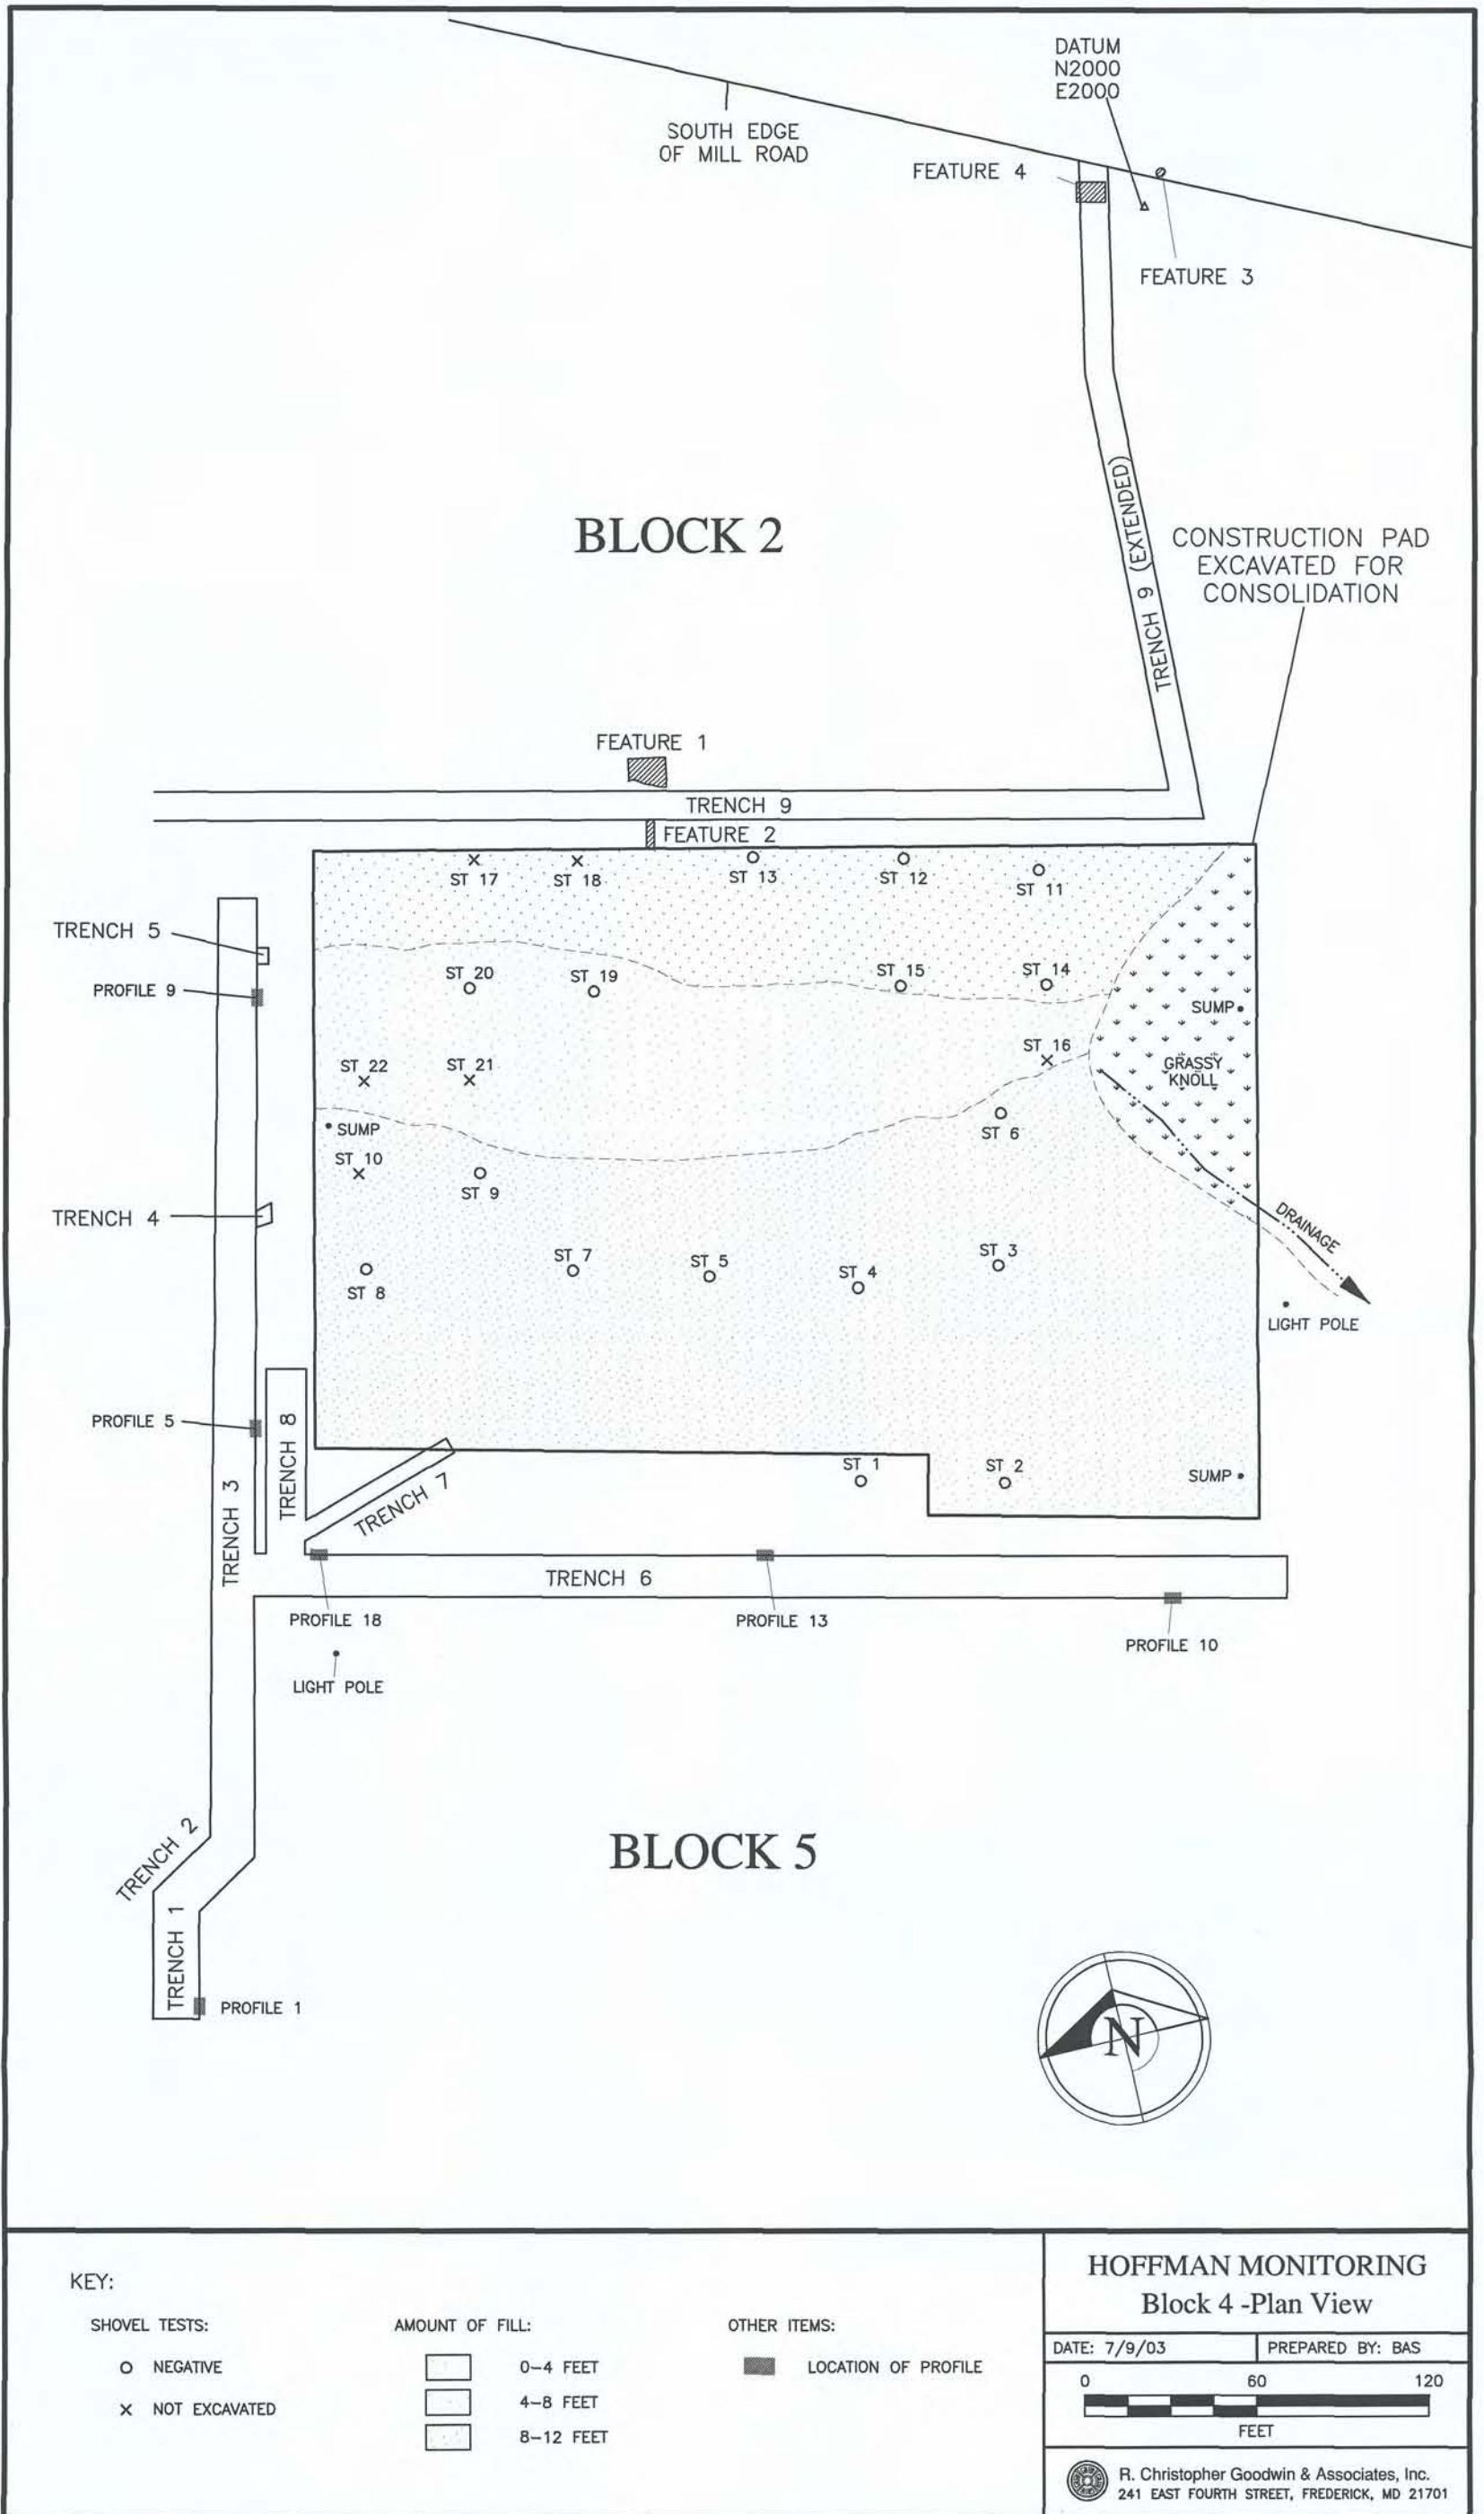 DATUM
N2000
E2000
SOUTH EDGE
OF MILL ROAD
FEATURE 4
FEATURE 3
BLOCK 2
TRENCH 9 (EXTENDED)
CONSTRUCTION PAD
EXCAVATED FOR
CONSOLIDATION
FEATURE 1
TRENCH 9
FEATURE 2
ST 17
ST 18
ST 13
ST 12
ST 11
TRENCH 5
PROFILE 9
ST 20
ST 19
ST 15
ST 14
SUMP
ST 22
ST 21
ST 16
GRASSY
KNOLL
SUMP
ST 6
ST 10
ST 9
TRENCH 4
DRAINAGE
ST 8
ST 7
ST 5
ST 4
ST 3
LIGHT POLE
PROFILE 5
TRENCH 8
TRENCH 3
TRENCH 7
ST 1
ST 2
SUMP
TRENCH 6
PROFILE 18
PROFILE 13
PROFILE 10
LIGHT POLE
TRENCH 2
BLOCK 5
TRENCH 1
PROFILE 1
N
KEY:
SHOVEL TESTS:
O NEGATIVE
X NOT EXCAVATED
AMOUNT OF FILL:
0-4 FEET
4-8 FEET
8-12 FEET
OTHER ITEMS:
LOCATION OF PROFILE
HOFFMAN MONITORING
Block 4 -Plan View
DATE: 7/9/03
PREPARED BY: BAS
0 60 120
FEET
R. Christopher Goodwin & Associates, Inc.
241 EAST FOURTH STREET, FREDERICK, MD 21701